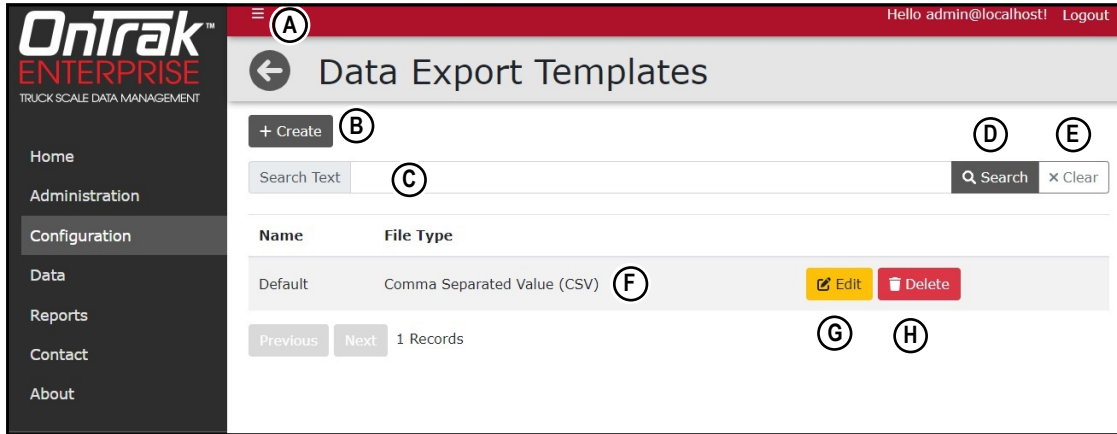 OnTrak™
ENTERPRISE
TRUCK SCALE DATA MANAGEMENT
Home
Administration
Configuration
Data
Reports
Contact
About
A
Hello admin@localhost! Logout
Data Export Templates
+ Create B
D E
Search Text C Search × Clear
Name File Type
Default Comma Separated Value (CSV) F Edit Delete
G H
Previous Next 1 Records